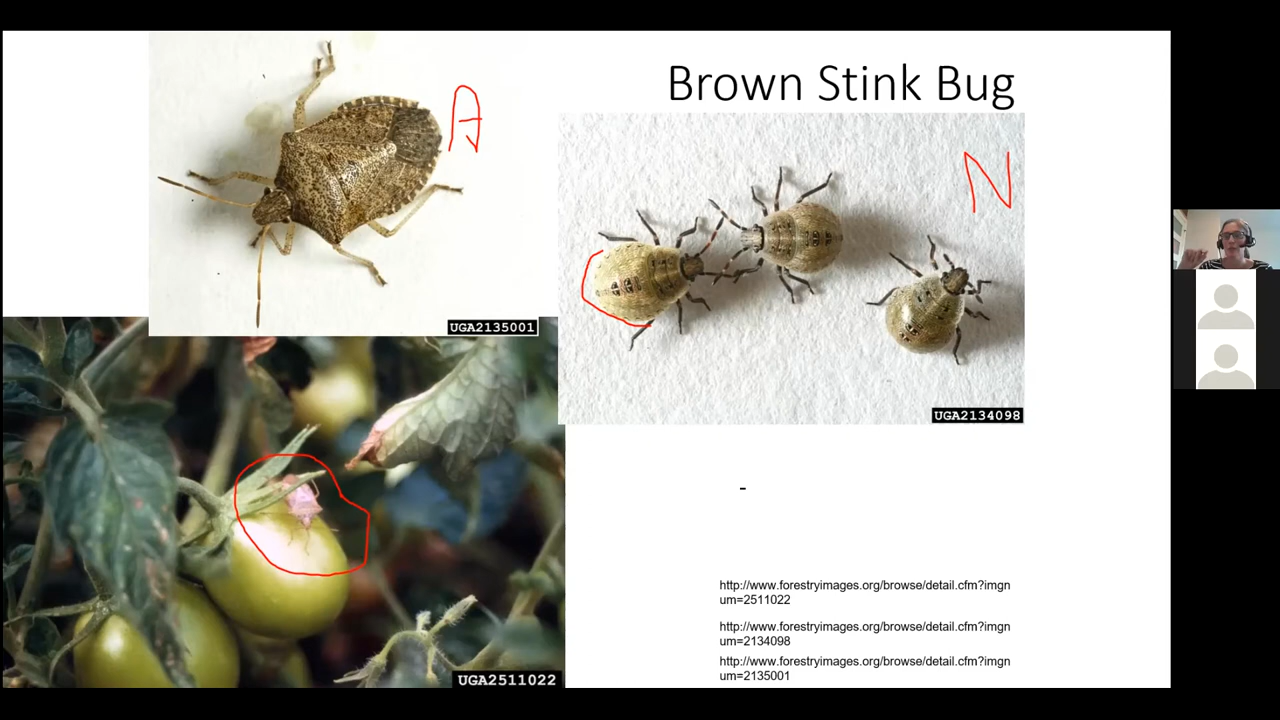 A
Brown Stink Bug
N
UGA2135001
UGA2134098
-
UGA2511022
http://www.forestryimages.org/browse/detail.cfm?imgn
um=2511022
http://www.forestryimages.org/browse/detail.cfm?imgn
um=2134098
http://www.forestryimages.org/browse/detail.cfm?imgn
um=2135001